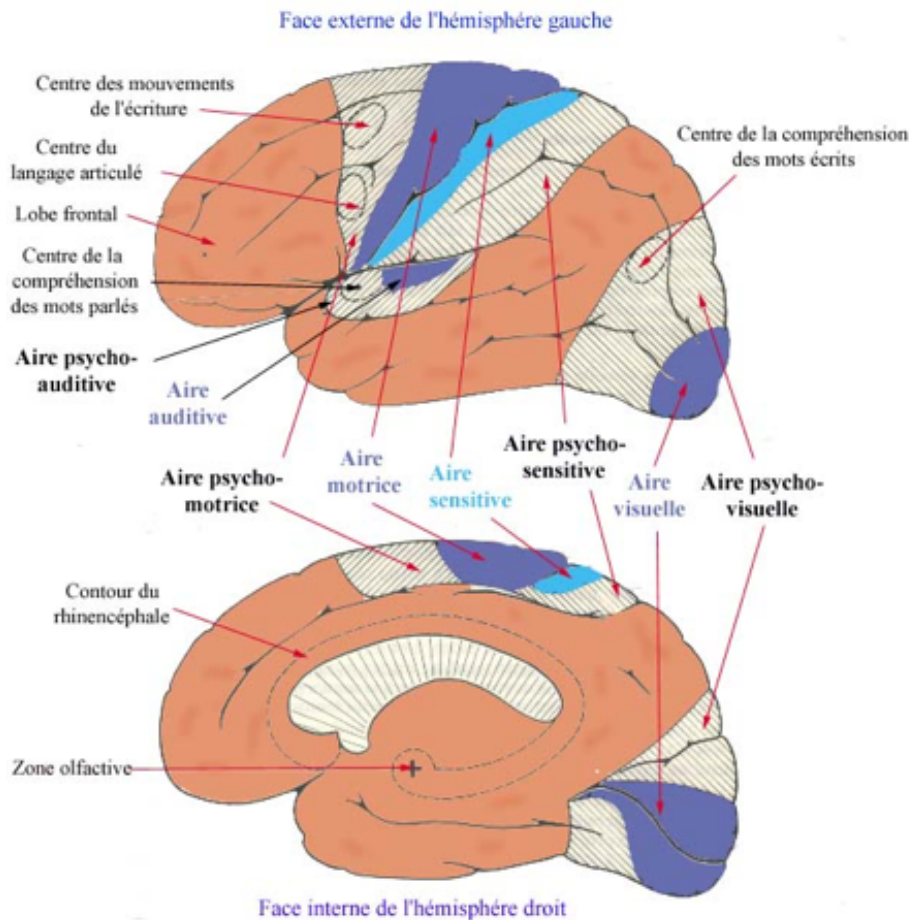 Face externe de l'hémisphére gauche
Centre des mouvements
de l'écriture
Centre du
langage articulé
Lobe frontal
Centre de la
compréhension
des mots parlés
Aire psycho-
auditive
Aire
auditive
Centre de la compréhension
des mots écrits
Aire psycho-
motrice
Aire
motrice
Aire
sensitive
Aire psycho-
sensitive
Aire
visuelle
Aire psycho-
visuelle
Contour du
rhinencéphale
Zone olfactive
Face interne de l'hémisphére droit